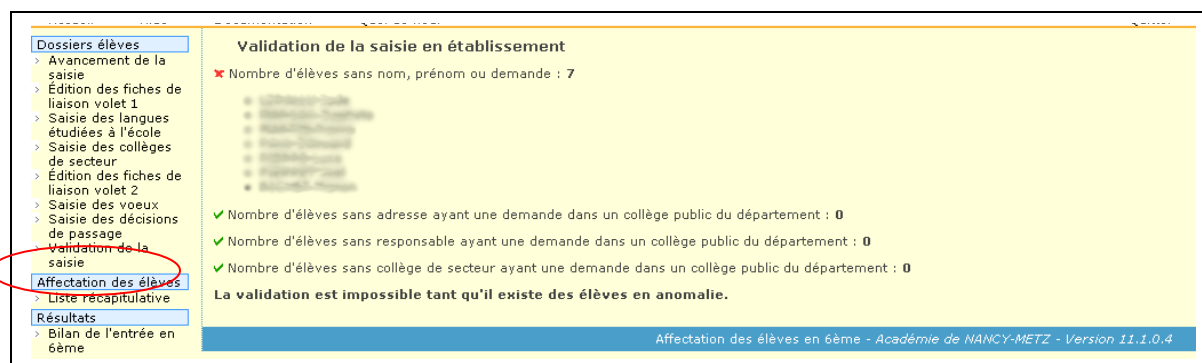 Dossiers élèves
> Avancement de la
saisie
> Édition des fiches de
liaison volet 1
> Saisie des langues
étudiées à l'école
> Saisie des collèges
de secteur
> Édition des fiches de
liaison volet 2
> Saisie des voeux
> Saisie des décisions
de passage
> Validation de la
saisie
Affectation des élèves
> Liste récapitulative
Résultats
> Bilan de l'entrée en
6ème
Validation de la saisie en établissement
Nombre d'élèves sans nom, prénom ou demande : 7
Nombre d'élèves sans adresse ayant une demande dans un collège public du département : 0
Nombre d'élèves sans responsable ayant une demande dans un collège public du département : 0
Nombre d'élèves sans collège de secteur ayant une demande dans un collège public du département : 0
La validation est impossible tant qu'il existe des élèves en anomalie.
Affectation des élèves en 6ème - Académie de NANCY-METZ - Version 11.1.0.4